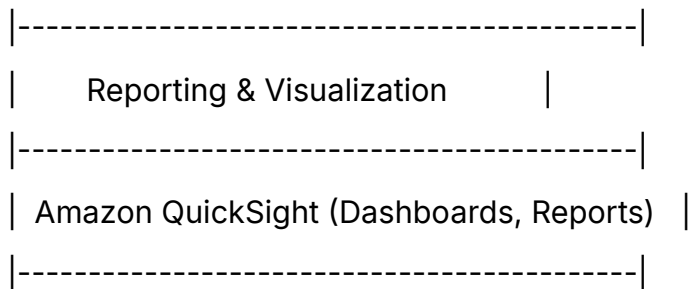 |--------------------------------------------|
|        Reporting & Visualization           |
|--------------------------------------------|
|  Amazon QuickSight (Dashboards, Reports)   |
|--------------------------------------------|